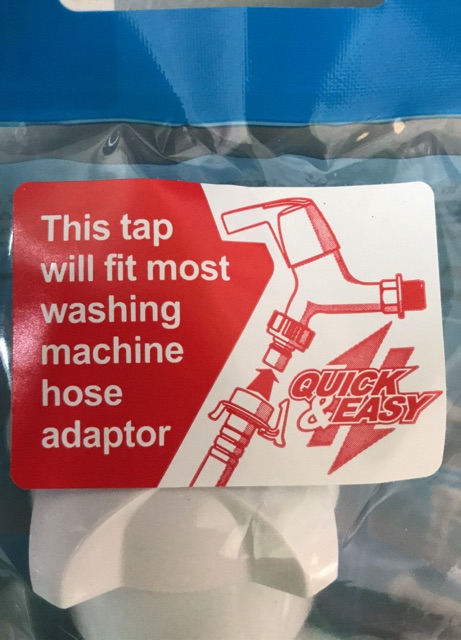 This tap
will fit most
washing
machine
hose
adaptor
QUICK
&EASY